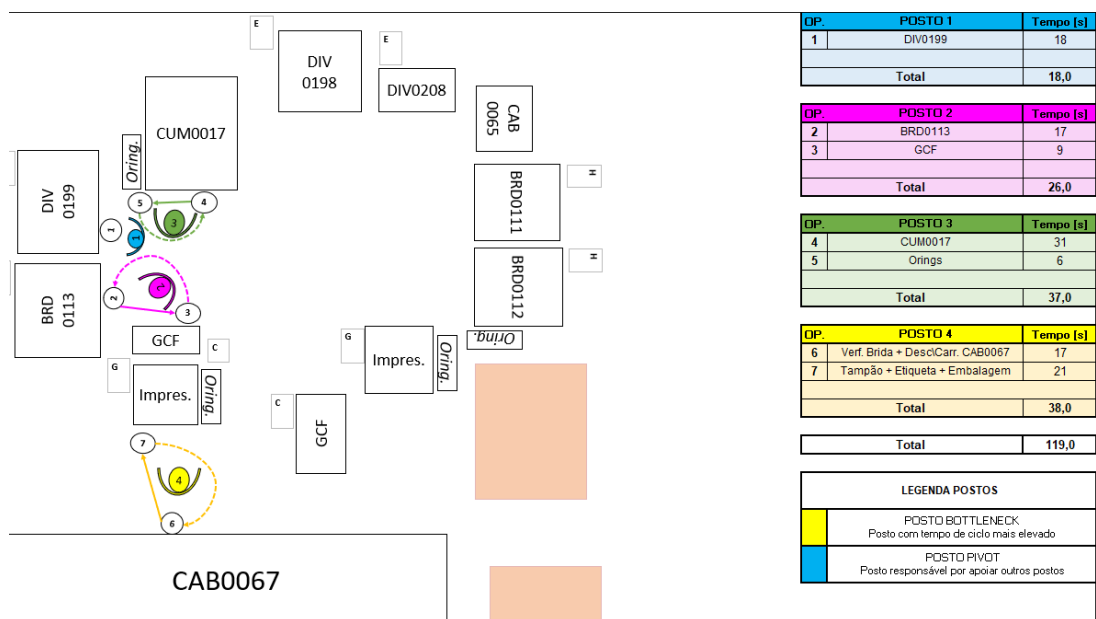 E
DIV
0198
E
DIV0208
CAB
0065
CUM0017
Oring.
DIV
0199
5
4
3
1
1
BRD0111
H
BRD0112
H
BRD
0113
2
2
3
GCF
C
G
Impres.
Oring.
G
Impres.
Oring.
Oring.
C
GCF
7
4
6
CAB0067
OP. POSTO 1 Tempo [s]
1 DIV0199 18
Total 18,0
OP. POSTO 2 Tempo [s]
2 BRD0113 17
3 GCF 9
Total 26,0
OP. POSTO 3 Tempo [s]
4 CUM0017 31
5 Orings 6
Total 37,0
OP. POSTO 4 Tempo [s]
6 Verf. Brida + Desc\Carr. CAB0067 17
7 Tampão + Etiqueta + Embalagem 21
Total 38,0
Total 119,0
LEGENDA POSTOS
POSTO BOTTLENECK
Posto com tempo de ciclo mais elevado
POSTO PIVOT
Posto responsável por apoiar outros postos